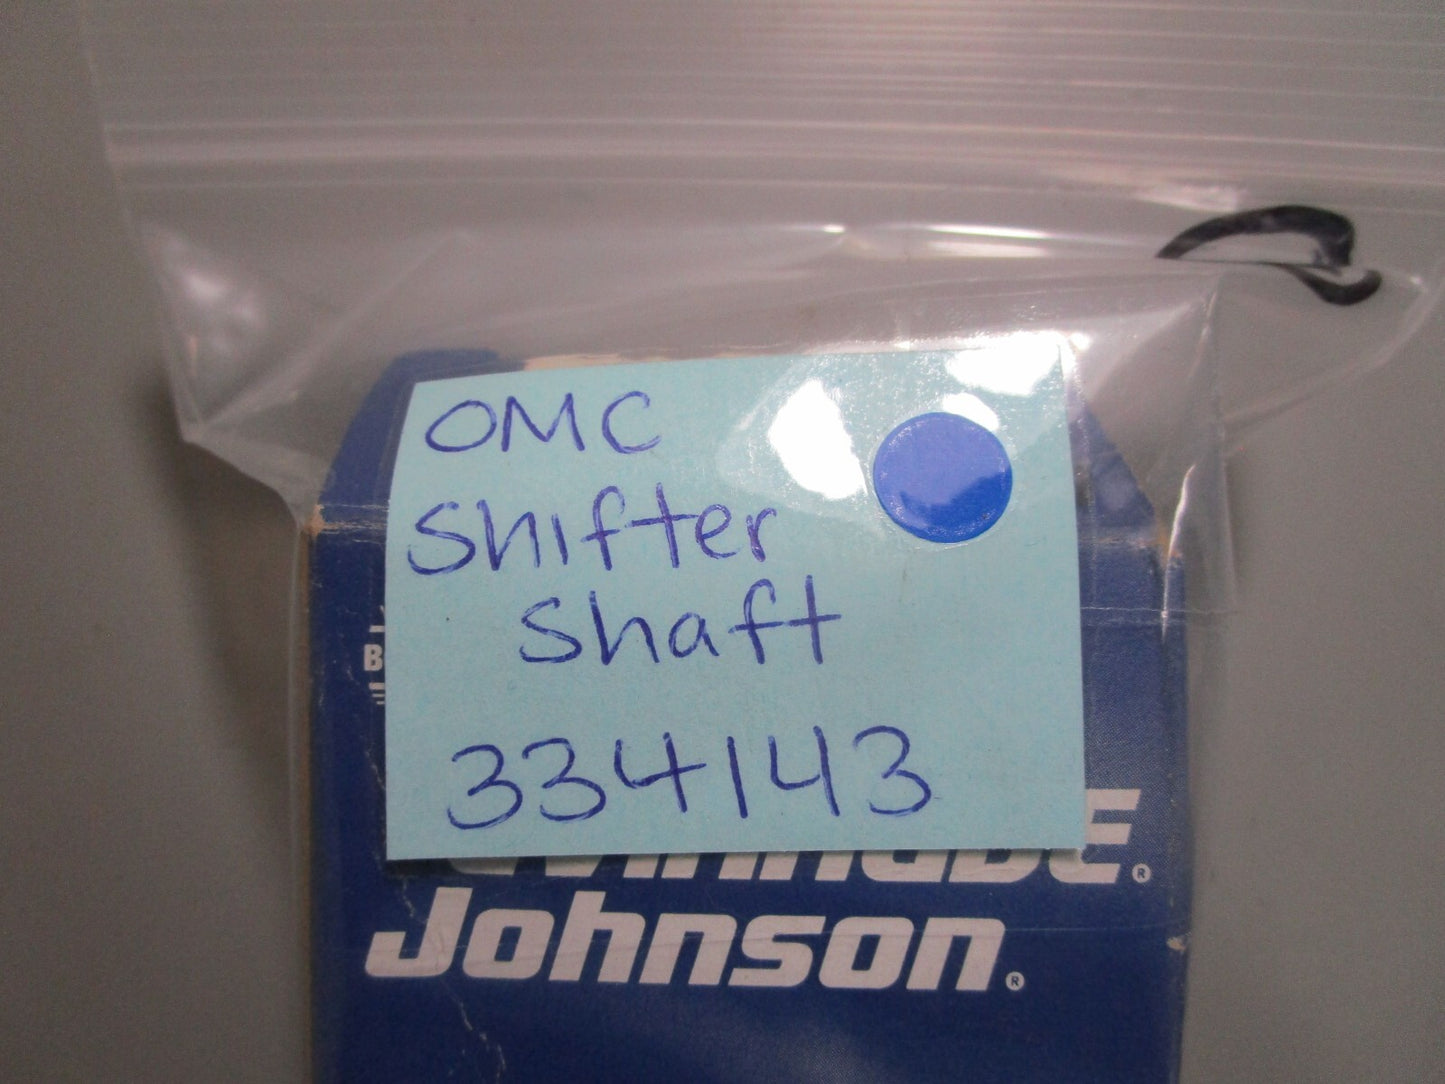 OMC
Shifter
Shaft
334143
Johnson®